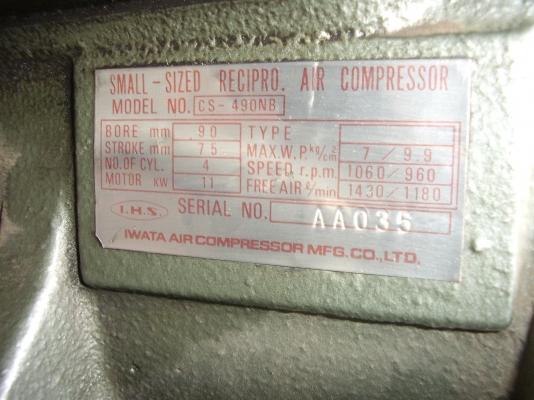 SMALL-SIZED RECIPRO. AIR COMPRESSOR
MODEL NO. CS-490NB
BORE mm 90 TYPE
STROKE mm 75 MAX.W.P.kg/cm² 7/9.9
NO.OF CYL. 4 SPEED r.p.m. 1060/960
MOTOR KW 11 FREE AIR ℓ/min 1430/1180
I.H.S. SERIAL NO. AA035
IWATA AIR COMPRESSOR MFG.CO.,LTD.